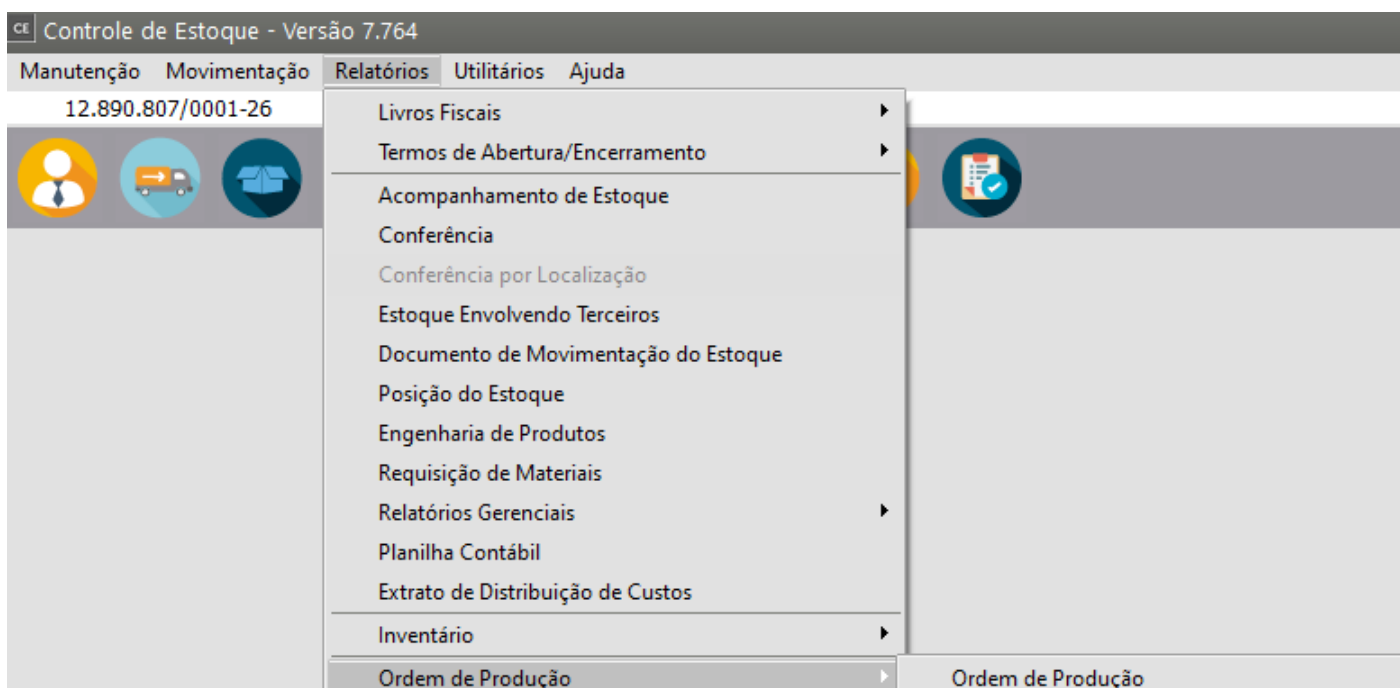 CE Controle de Estoque - Versão 7.764
Manutenção Movimentação Relatórios Utilitários Ajuda
12.890.807/0001-26
Livros Fiscais
Termos de Abertura/Encerramento
Acompanhamento de Estoque
Conferência
Conferência por Localização
Estoque Envolvendo Terceiros
Documento de Movimentação do Estoque
Posição do Estoque
Engenharia de Produtos
Requisição de Materiais
Relatórios Gerenciais
Planilha Contábil
Extrato de Distribuição de Custos
Inventário
Ordem de Produção Ordem de Produção